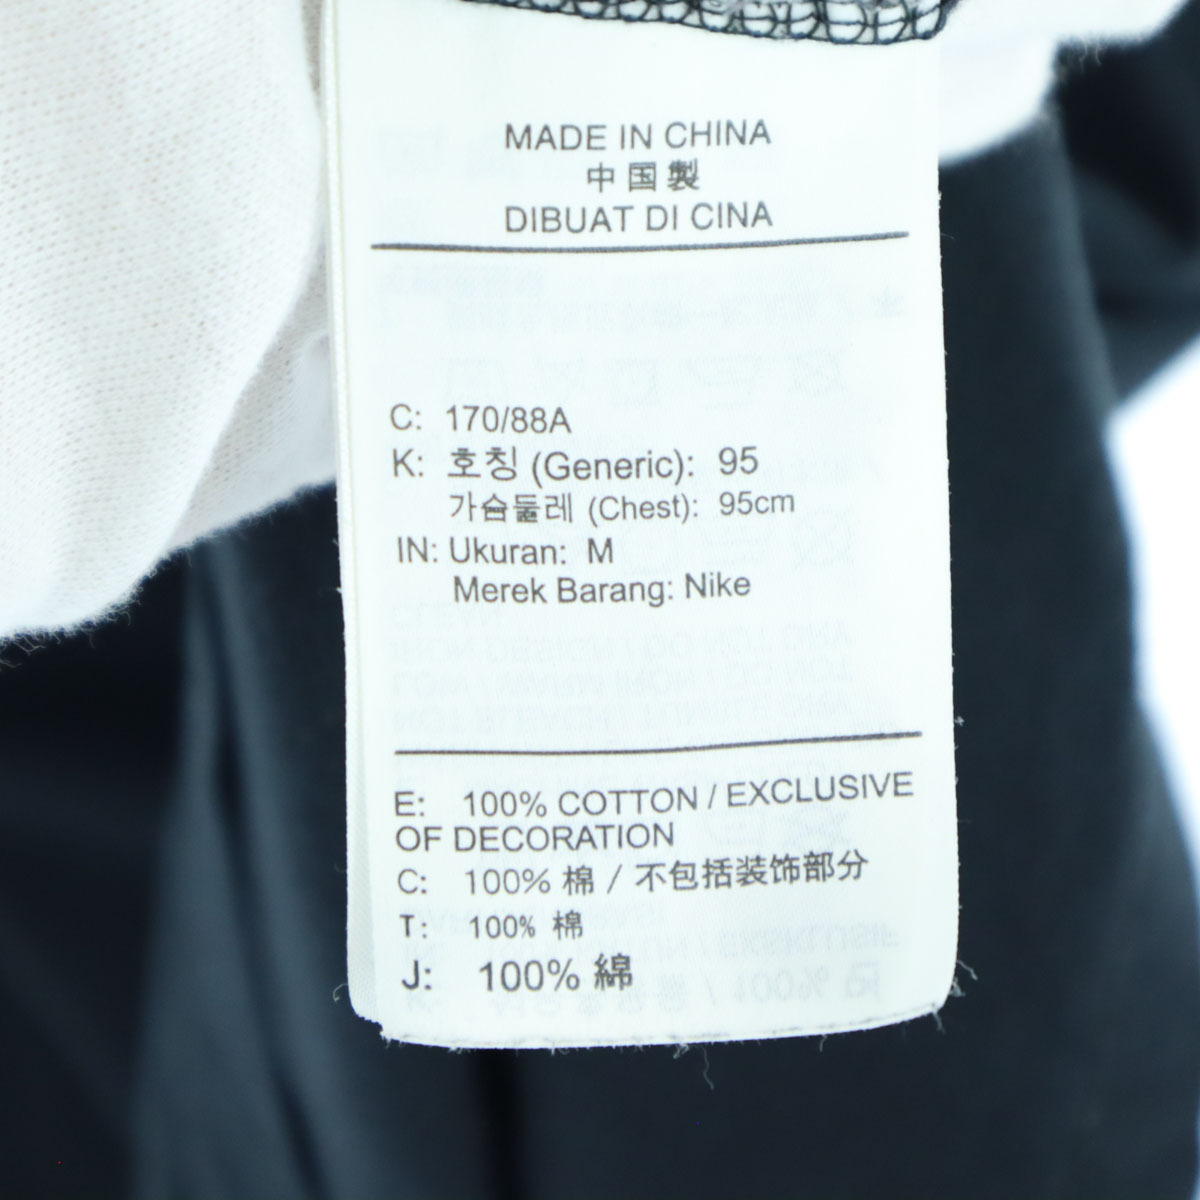 MADE IN CHINA
中国製
DIBUAT DI CINA
C: 170/88A
K: 호칭 (Generic): 95
가슴둘레 (Chest): 95cm
IN: Ukuran: M
Merek Barang: Nike
E: 100% COTTON / EXCLUSIVE
OF DECORATION
C: 100% 棉 / 不包括装饰部分
T: 100% 棉
J: 100% 綿